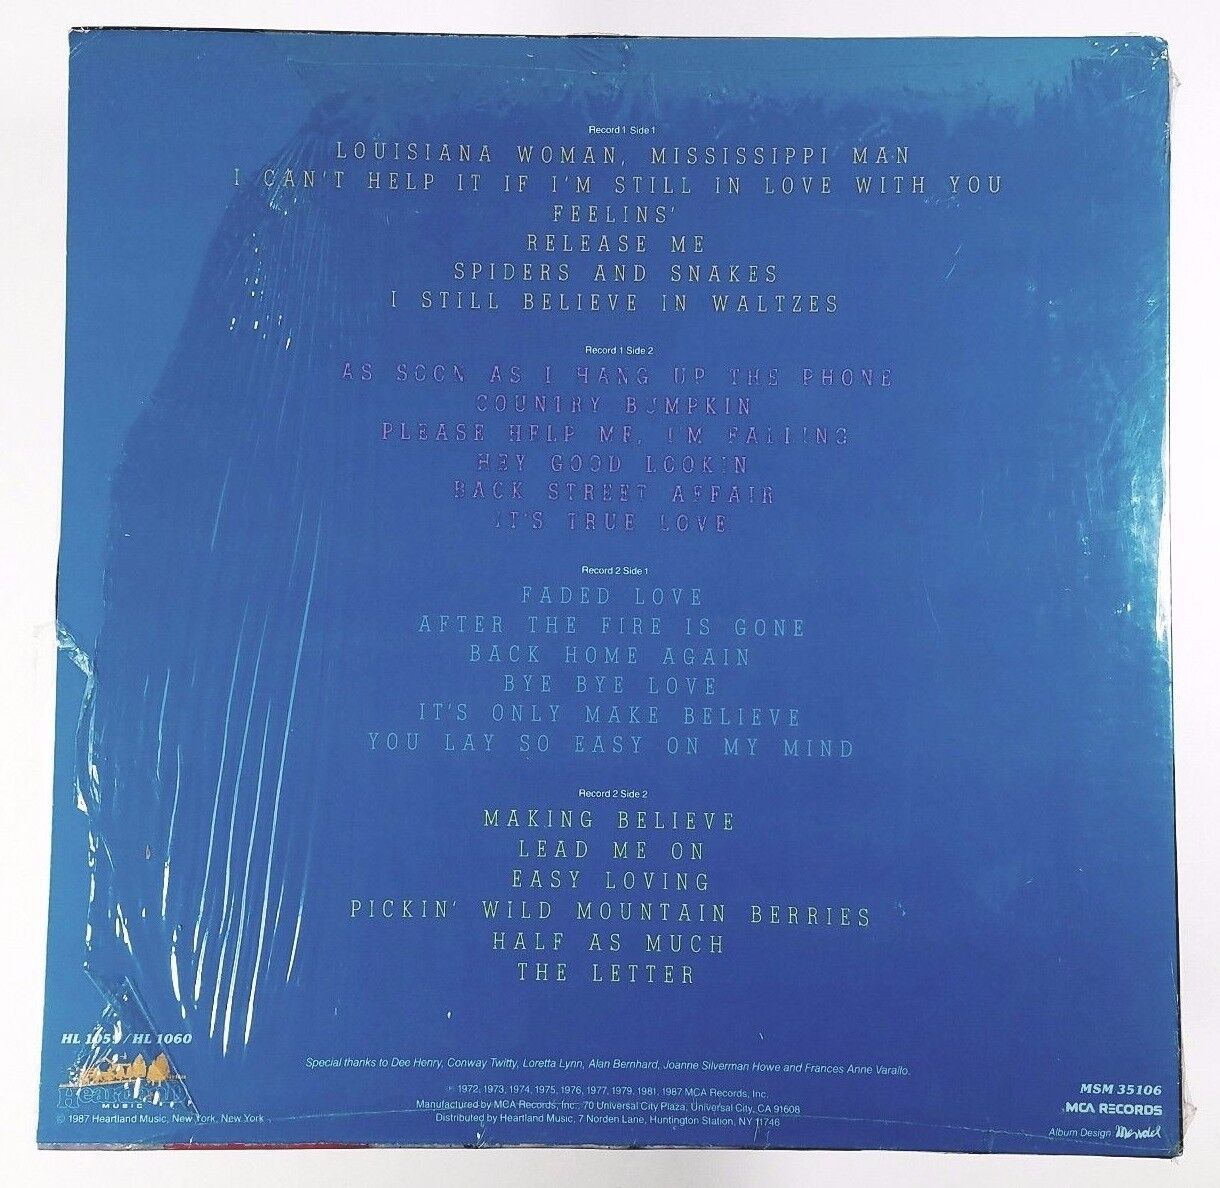 Record 1 Side 1
LOUISIANA WOMAN, MISSISSIPPI MAN
I CAN'T HELP IT IF I'M STILL IN LOVE WITH YOU
FEELINS'
RELEASE ME
SPIDERS AND SNAKES
I STILL BELIEVE IN WALTZES
Record 1 Side 2
AS SOON AS I HANG UP THE PHONE
COUNTRY BUMPKIN
PLEASE HELP ME, I'M FALLING
HEY GOOD LOOKIN
BACK STREET AFFAIR
IT'S TRUE LOVE
Record 2 Side 1
FADED LOVE
AFTER THE FIRE IS GONE
BACK HOME AGAIN
BYE BYE LOVE
IT'S ONLY MAKE BELIEVE
YOU LAY SO EASY ON MY MIND
Record 2 Side 2
MAKING BELIEVE
LEAD ME ON
EASY LOVING
PICKIN' WILD MOUNTAIN BERRIES
HALF AS MUCH
THE LETTER
HL 1059/HL 1060
Heartland
MUSIC
© 1987 Heartland Music, New York, New York
Special thanks to Dee Henry, Conway Twitty, Loretta Lynn, Alan Bernhard, Joanne Silverman Howe and Frances Anne Varallo.
℗ 1972, 1973, 1974, 1975, 1976, 1977, 1979, 1981, 1987 MCA Records, Inc.
Manufactured by MCA Records, Inc., 70 Universal City Plaza, Universal City, CA 91608
Distributed by Heartland Music, 7 Norden Lane, Huntington Station, NY 11746
MSM 35106
MCA RECORDS
Album Design